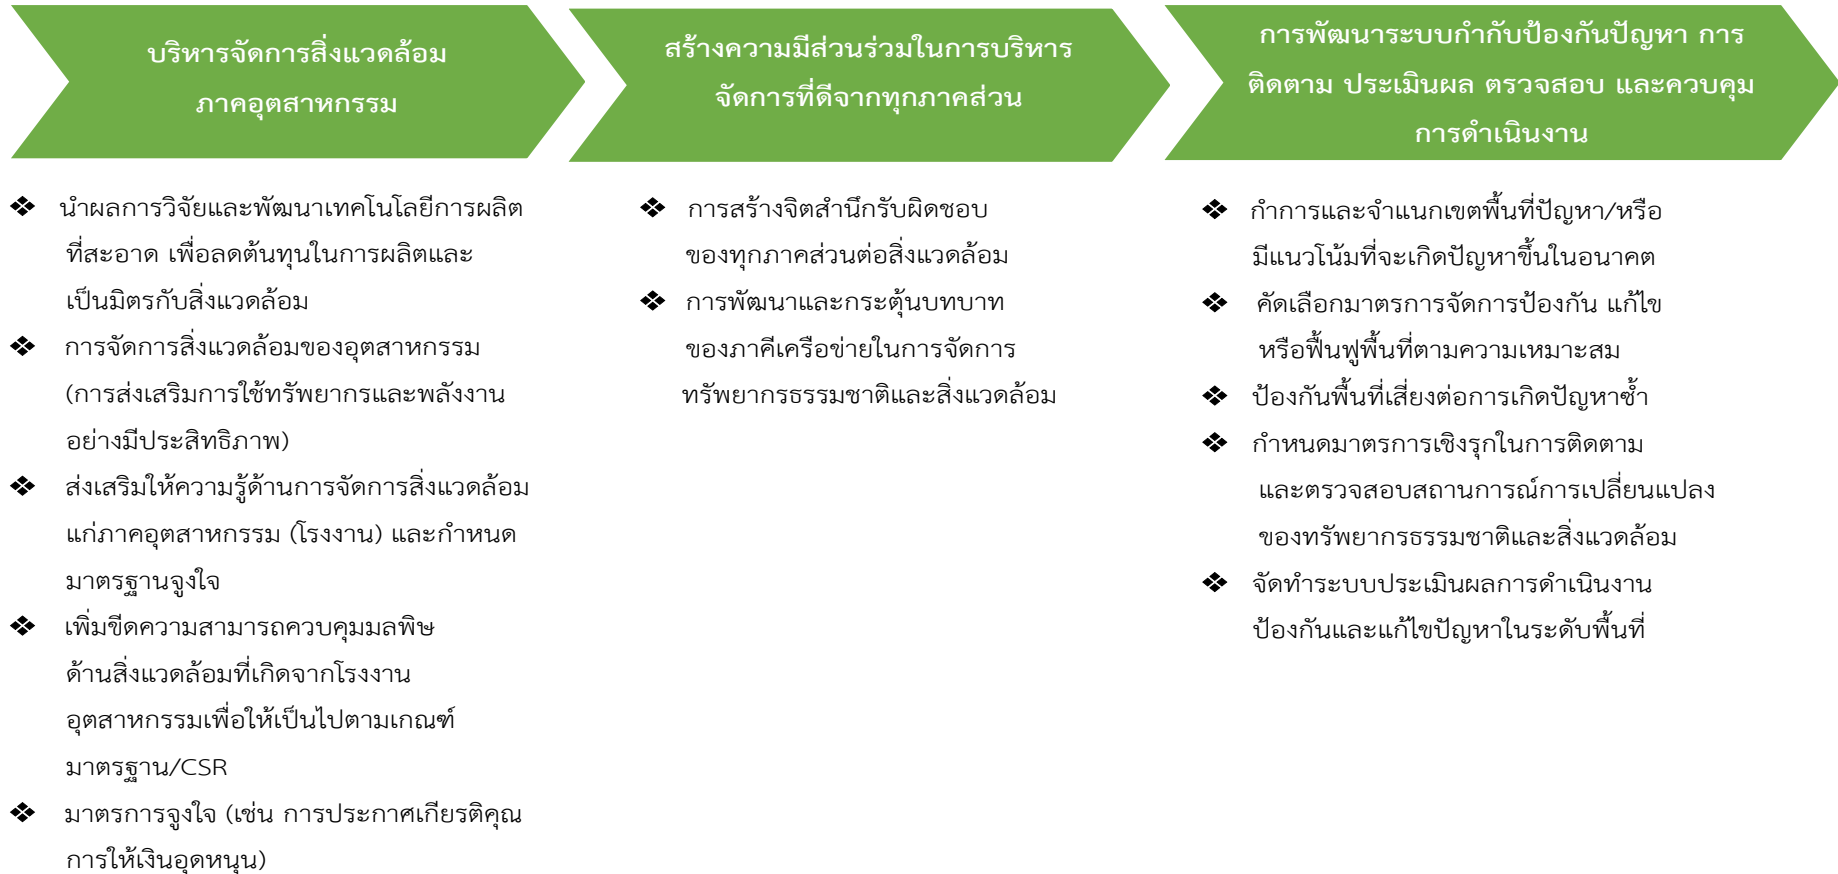 บริหารจัดการสิ่งแวดล้อม
ภาคอุตสาหกรรม
นำผลการวิจัยและพัฒนาเทคโนโลยีการผลิต
ที่สะอาด เพื่อลดต้นทุนในการผลิตและ
เป็นมิตรกับสิ่งแวดล้อม
การจัดการสิ่งแวดล้อมของอุตสาหกรรม
(การส่งเสริมการใช้ทรัพยากรและพลังงาน
อย่างมีประสิทธิภาพ)
ส่งเสริมให้ความรู้ด้านการจัดการสิ่งแวดล้อม
แก่ภาคอุตสาหกรรม (โรงงาน) และกำหนด
มาตรฐานจูงใจ
เพิ่มขีดความสามารถควบคุมมลพิษ
ด้านสิ่งแวดล้อมที่เกิดจากโรงงาน
อุตสาหกรรมเพื่อให้เป็นไปตามเกณฑ์
มาตรฐาน/CSR
มาตรการจูงใจ (เช่น การประกาศเกียรติคุณ
การให้เงินอุดหนุน)
สร้างความมีส่วนร่วมในการบริหาร
จัดการที่ดีจากทุกภาคส่วน
การสร้างจิตสำนึกรับผิดชอบ
ของทุกภาคส่วนต่อสิ่งแวดล้อม
การพัฒนาและกระตุ้นบทบาท
ของภาคีเครือข่ายในการจัดการ
ทรัพยากรธรรมชาติและสิ่งแวดล้อม
การพัฒนาระบบกำกับป้องกันปัญหา การ
ติดตาม ประเมินผล ตรวจสอบ และควบคุม
การดำเนินงาน
กำการและจำแนกเขตพื้นที่ปัญหา/หรือ
มีแนวโน้มที่จะเกิดปัญหาขึ้นในอนาคต
คัดเลือกมาตรการจัดการป้องกัน แก้ไข
หรือฟื้นฟูพื้นที่ตามความเหมาะสม
ป้องกันพื้นที่เสี่ยงต่อการเกิดปัญหาซ้ำ
กำหนดมาตรการเชิงรุกในการติดตาม
และตรวจสอบสถานการณ์การเปลี่ยนแปลง
ของทรัพยากรธรรมชาติและสิ่งแวดล้อม
จัดทำระบบประเมินผลการดำเนินงาน
ป้องกันและแก้ไขปัญหาในระดับพื้นที่